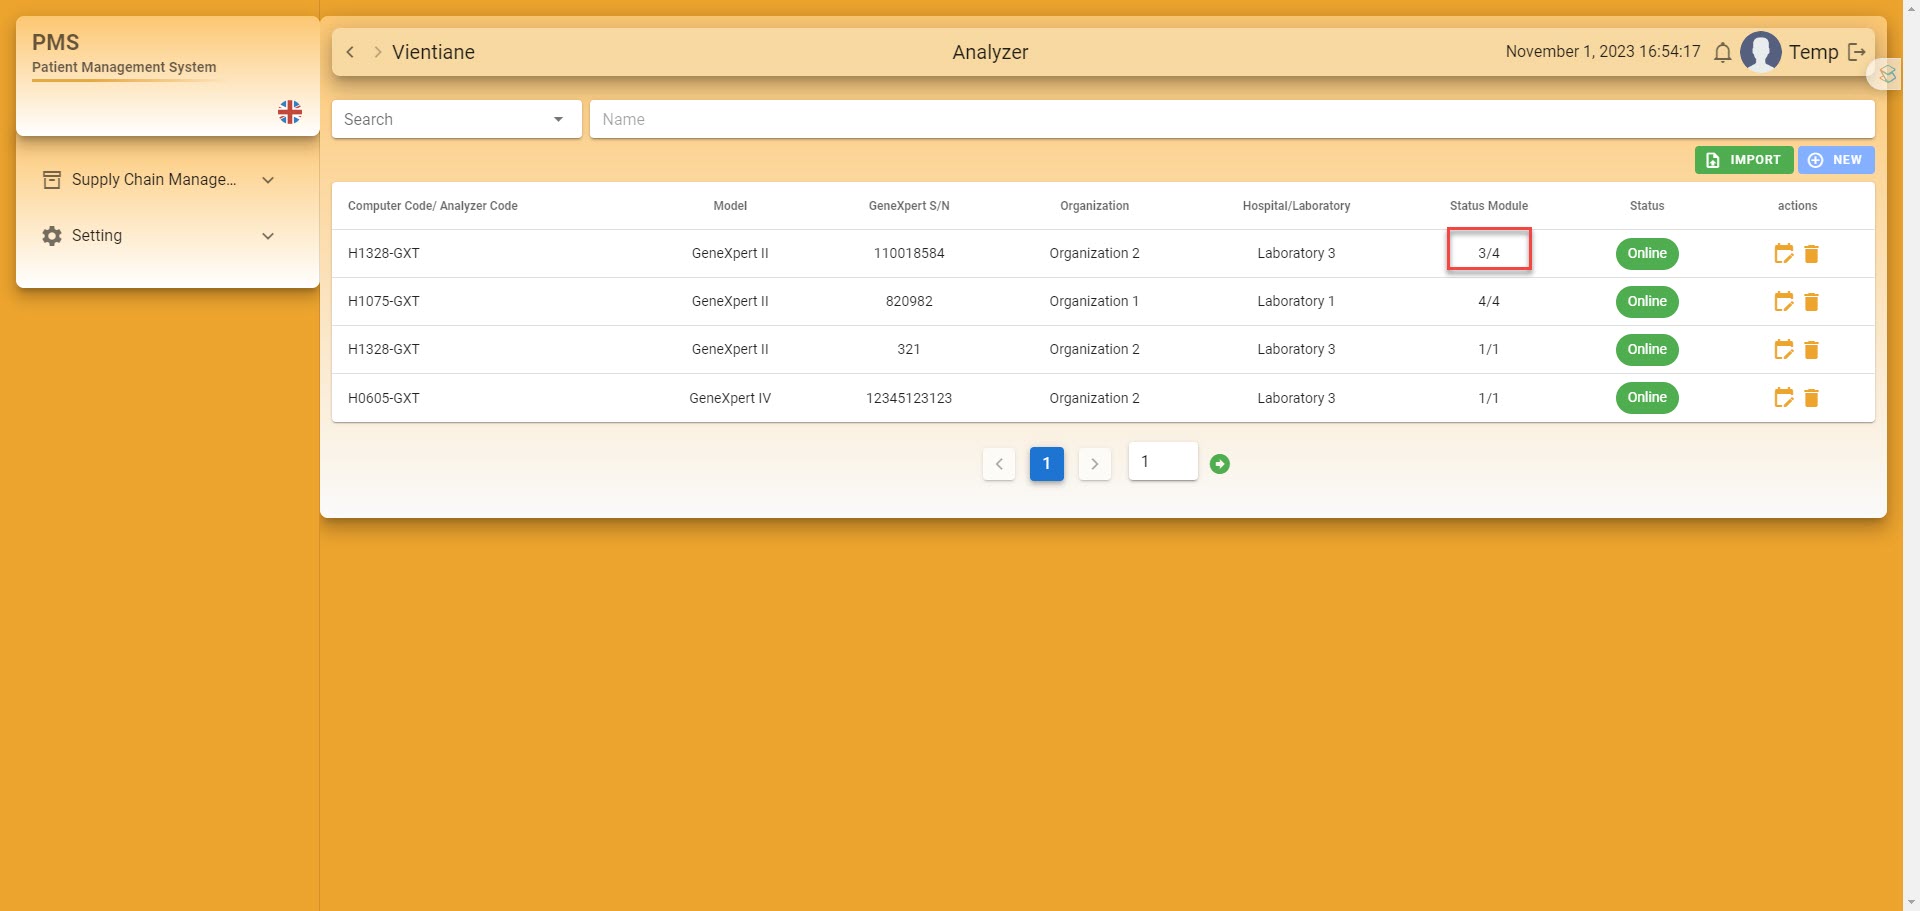 PMS
Patient Management System
Supply Chain Manage...
Setting
Vientiane
Analyzer
November 1, 2023 16:54:17
Temp
Search
Name
IMPORT
NEW
Computer Code/ Analyzer Code Model GeneXpert S/N Organization Hospital/Laboratory Status Module Status actions
H1328-GXT GeneXpert II 110018584 Organization 2 Laboratory 3 3/4 Online
H1075-GXT GeneXpert II 820982 Organization 1 Laboratory 1 4/4 Online
H1328-GXT GeneXpert II 321 Organization 2 Laboratory 3 1/1 Online
H0605-GXT GeneXpert IV 12345123123 Organization 2 Laboratory 3 1/1 Online
1 1